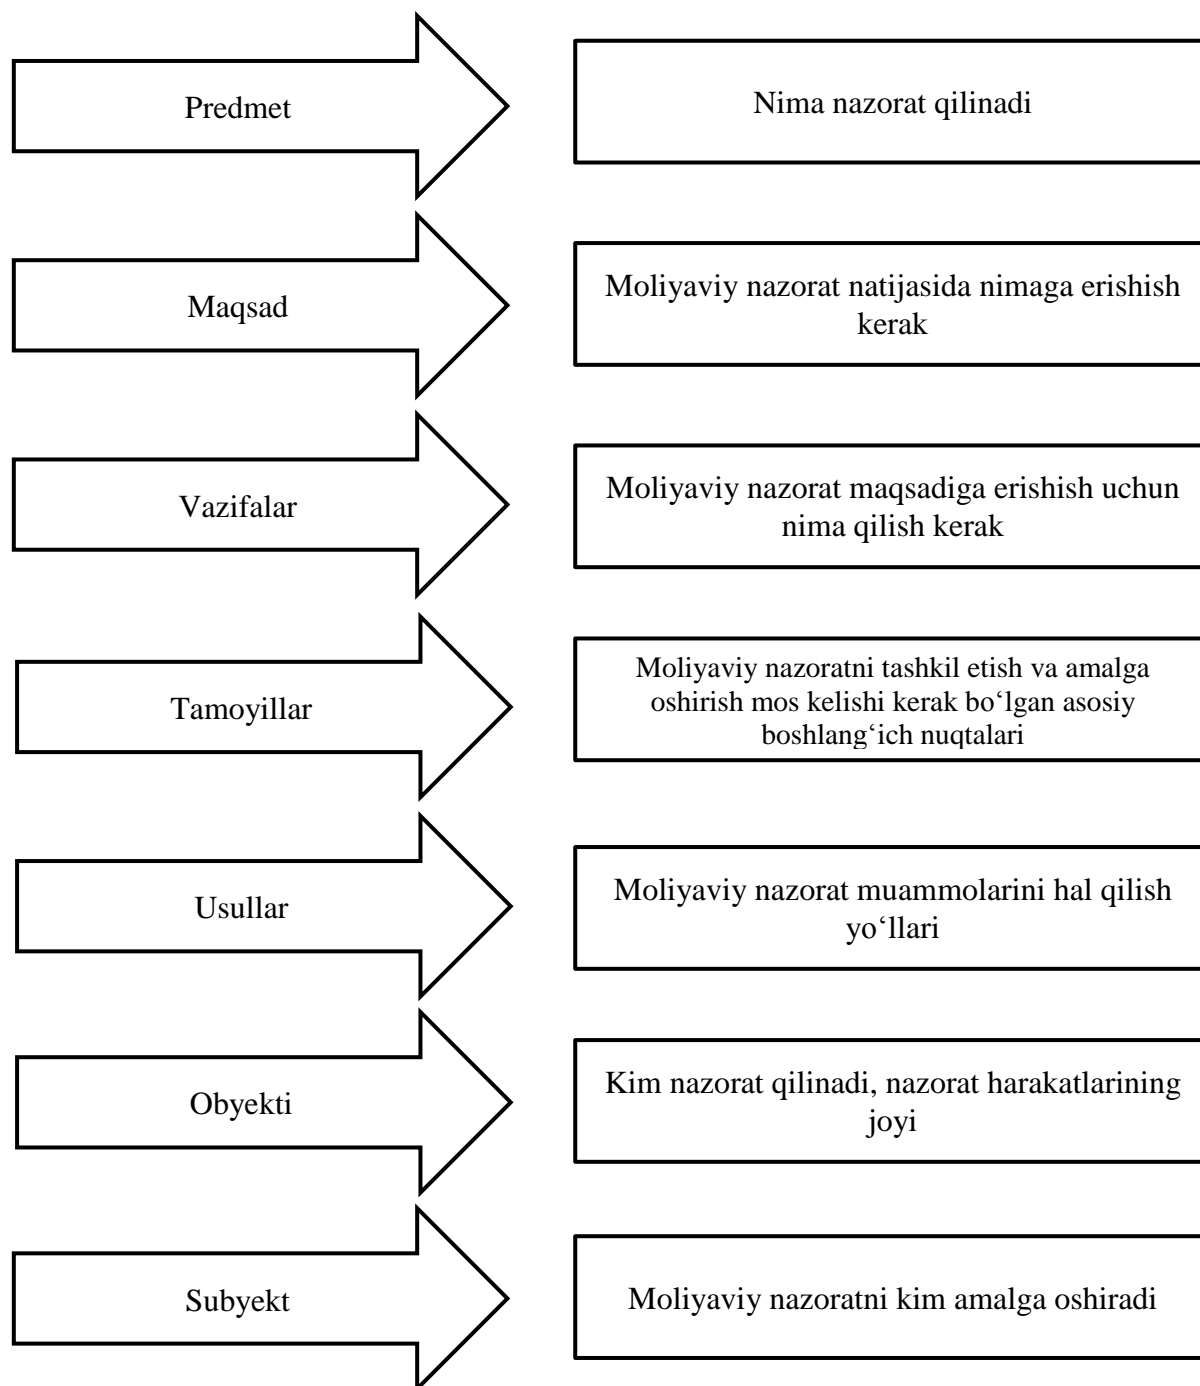 Predmet
Nima nazorat qilinadi
Maqsad
Moliyaviy nazorat natijasida nimaga erishish
kerak
Vazifalar
Moliyaviy nazorat maqsadiga erishish uchun
nima qilish kerak
Tamoyillar
Moliyaviy nazoratni tashkil etish va amalga
oshirish mos kelishi kerak bo‘lgan asosiy
boshlang‘ich nuqtalari
Usullar
Moliyaviy nazorat muammolarini hal qilish
yo‘llari
Obyekti
Kim nazorat qilinadi, nazorat harakatlarining
joyi
Subyekt
Moliyaviy nazoratni kim amalga oshiradi